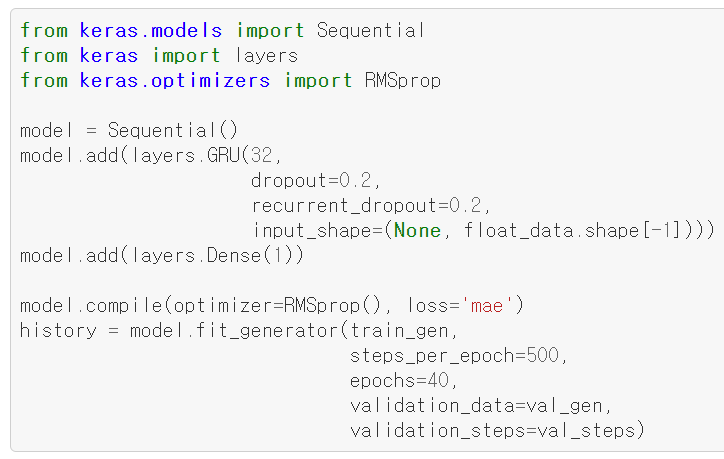 from keras.models import Sequential
from keras import layers
from keras.optimizers import RMSprop
model = Sequential()
model.add(layers.GRU(32,
dropout=0.2,
recurrent_dropout=0.2,
input_shape=(None, float_data.shape[-1])))
model.add(layers.Dense(1))
model.compile(optimizer=RMSprop(), loss='mae')
history = model.fit_generator(train_gen,
steps_per_epoch=500,
epochs=40,
validation_data=val_gen,
validation_steps=val_steps)